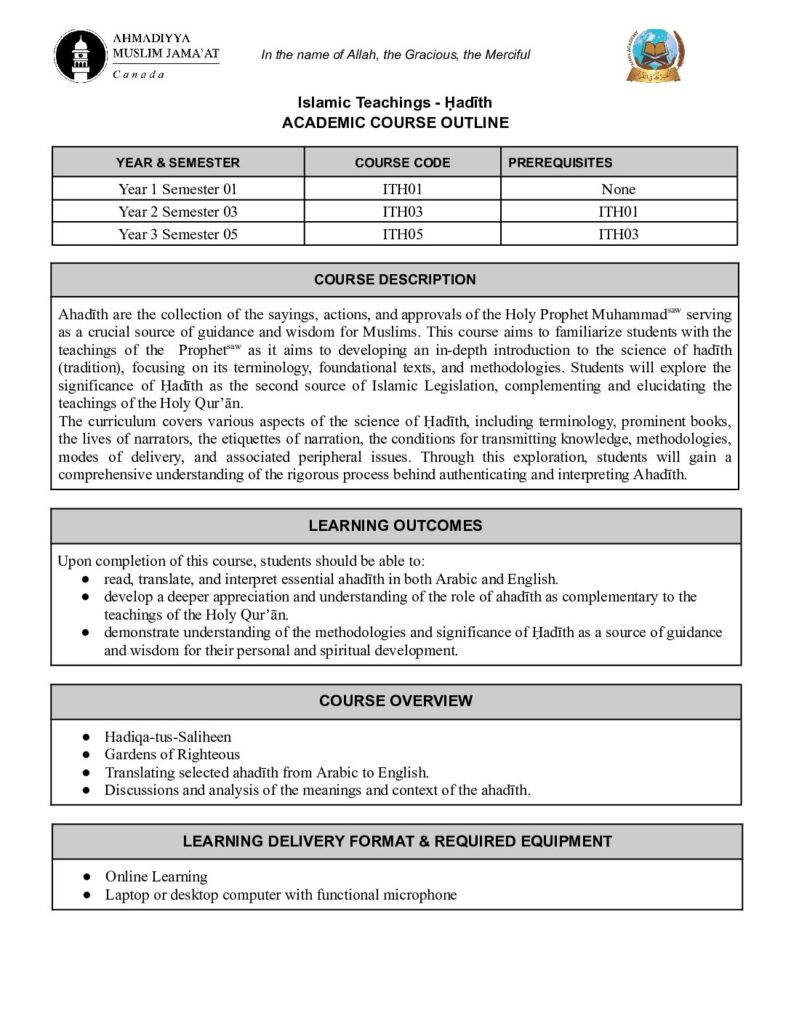 AHMADIYYA
MUSLIM JAMA'AT
Canada
In the name of Allah, the Gracious, the Merciful
Islamic Teachings - Ḥadīth
ACADEMIC COURSE OUTLINE
YEAR & SEMESTER COURSE CODE PREREQUISITES
Year 1 Semester 01 ITH01 None
Year 2 Semester 03 ITH03 ITH01
Year 3 Semester 05 ITH05 ITH03
COURSE DESCRIPTION
Ahadīth are the collection of the sayings, actions, and approvals of the Holy Prophet Muhammadsaw serving
as a crucial source of guidance and wisdom for Muslims. This course aims to familiarize students with the
teachings of the Prophetsaw as it aims to developing an in-depth introduction to the science of hadīth
(tradition), focusing on its terminology, foundational texts, and methodologies. Students will explore the
significance of Ḥadīth as the second source of Islamic Legislation, complementing and elucidating the
teachings of the Holy Qur'ān.
The curriculum covers various aspects of the science of Ḥadīth, including terminology, prominent books,
the lives of narrators, the etiquettes of narration, the conditions for transmitting knowledge, methodologies,
modes of delivery, and associated peripheral issues. Through this exploration, students will gain a
comprehensive understanding of the rigorous process behind authenticating and interpreting Ahadīth.
LEARNING OUTCOMES
Upon completion of this course, students should be able to:
● read, translate, and interpret essential ahadīth in both Arabic and English.
● develop a deeper appreciation and understanding of the role of ahadīth as complementary to the
teachings of the Holy Qur'ān.
● demonstrate understanding of the methodologies and significance of Ḥadīth as a source of guidance
and wisdom for their personal and spiritual development.
COURSE OVERVIEW
● Hadiqa-tus-Saliheen
● Gardens of Righteous
● Translating selected ahadīth from Arabic to English.
● Discussions and analysis of the meanings and context of the ahadīth.
LEARNING DELIVERY FORMAT & REQUIRED EQUIPMENT
● Online Learning
● Laptop or desktop computer with functional microphone